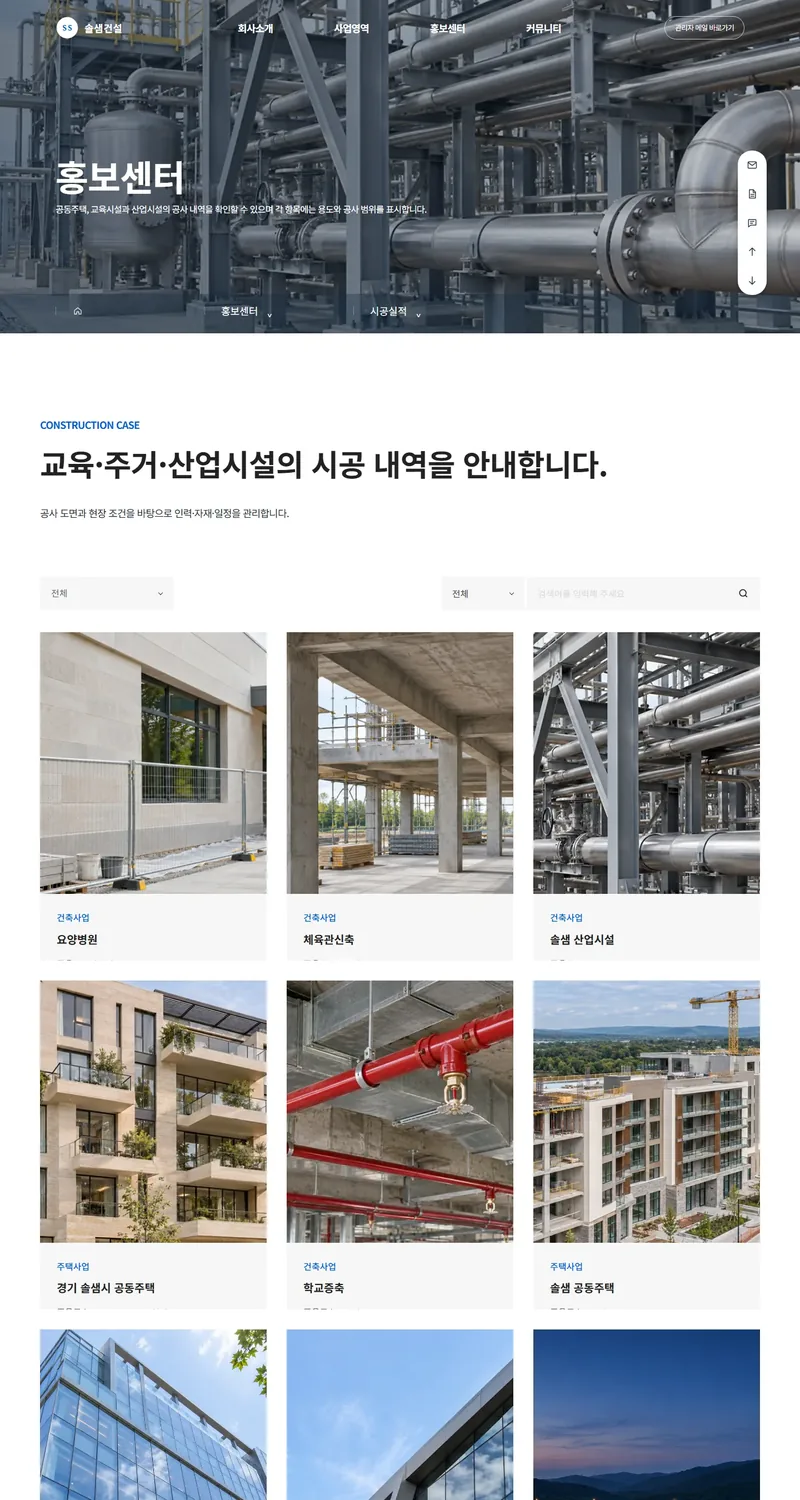 SS 솔샘건설
회사소개
사업영역
홍보센터
커뮤니티
관리자 메일 바로가기
홍보센터
공동주택, 교육시설과 산업시설의 공사 내역을 확인할 수 있으며 각 항목에는 용도와 공사 범위를 표시합니다.
홍보센터
시공실적
CONSTRUCTION CASE
교육·주거·산업시설의 시공 내역을 안내합니다.
공사 도면과 현장 조건을 바탕으로 인력·자재·일정을 관리합니다.
전체
전체
검색어를 입력해 주세요
건축사업
요양병원
건축사업
체육관신축
건축사업
솔샘 산업시설
주택사업
경기 솔샘시 공동주택
건축사업
학교증축
주택사업
솔샘 공동주택